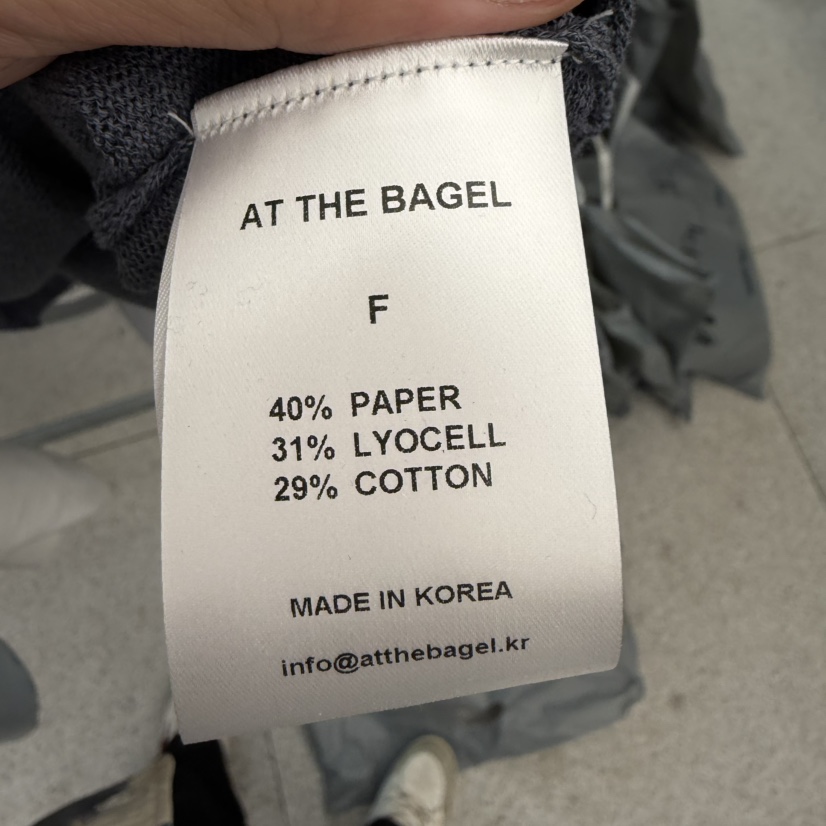 AT THE BAGEL
F
40% PAPER
31% LYOCELL
29% COTTON
MADE IN KOREA
info@atthebagel.kr